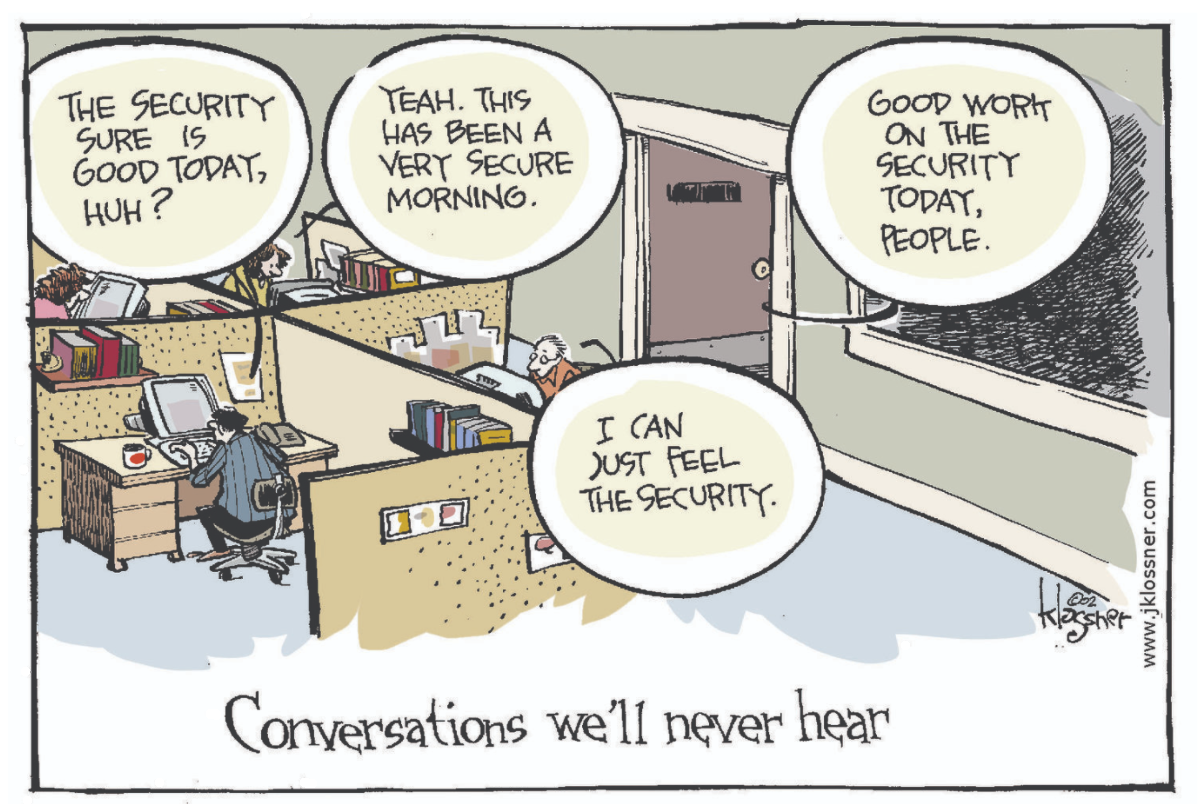 THE SECURITY
SURE IS
GOOD TODAY,
HUH?
YEAH. THIS
HAS BEEN A
VERY SECURE
MORNING.
GOOD WORK
ON THE
SECURITY
TODAY,
PEOPLE.
I CAN
JUST FEEL
THE SECURITY.
©02
klossner
www.jklossner.com
Conversations we'll never hear